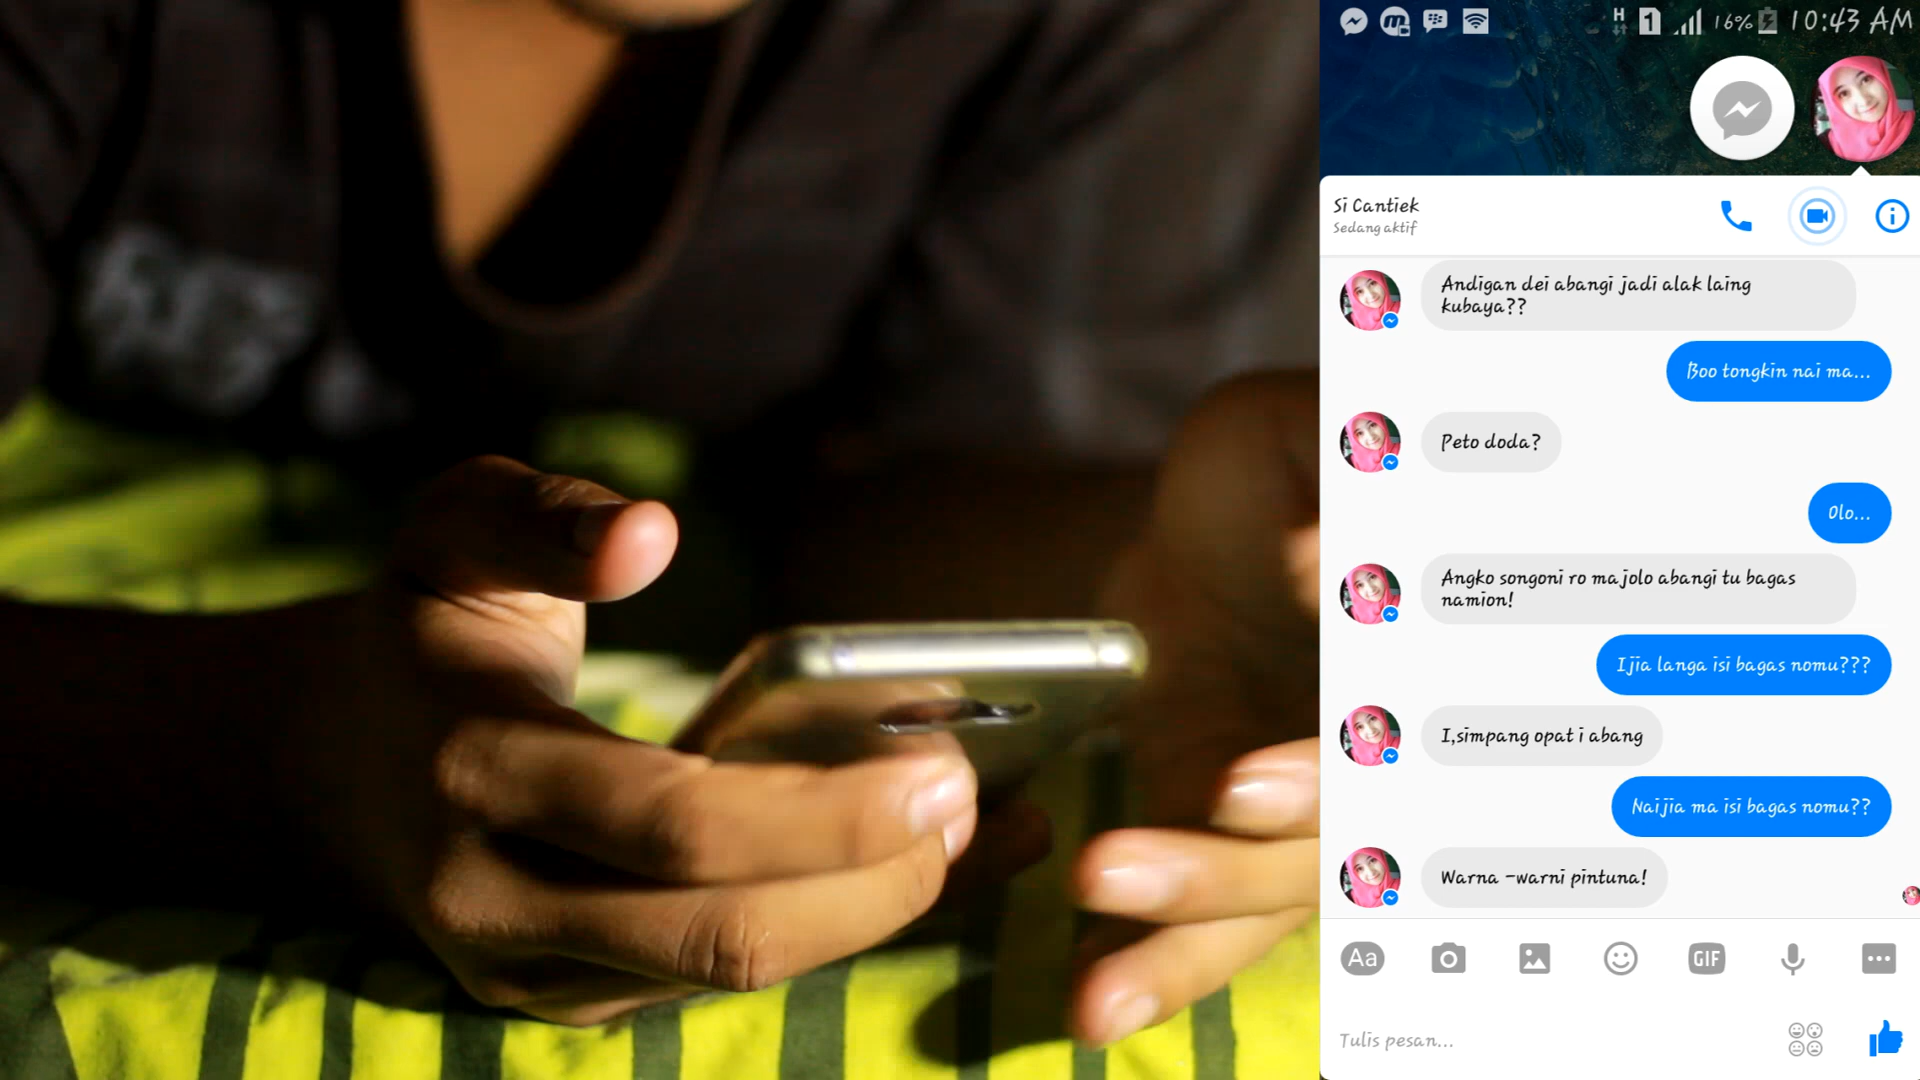 H 1 16% 10:43 AM
Si Cantiek
Sedang aktif
Andigan dei abangi jadi alak laing
kubaya??
Boo tongkin nai ma...
Peto doda?
Olo...
Angko songoni ro majolo abangi tu bagas
namion!
Ijia langa isi bagas nomu???
I,simpang opat i abang
Naijia ma isi bagas nomu??
Warna -warni pintuna!
Aa
GIF
Tulis pesan...